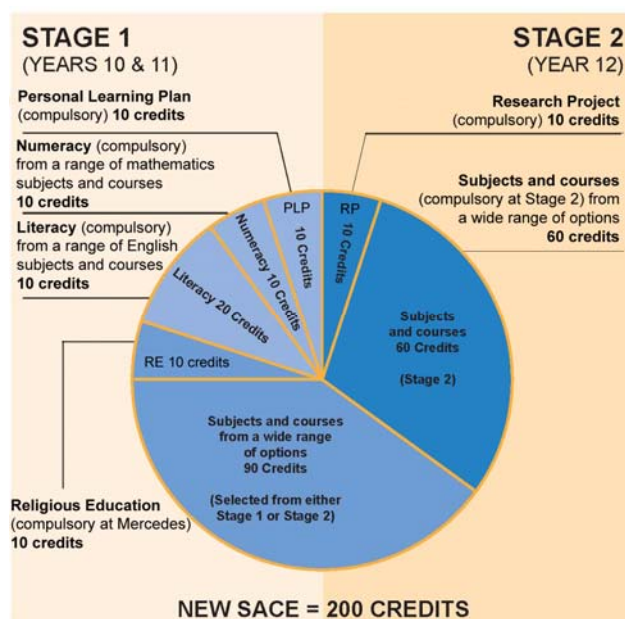 STAGE 1
(YEARS 10 & 11)
Personal Learning Plan
(compulsory) 10 credits
Numeracy (compulsory)
from a range of mathematics
subjects and courses
10 credits
Literacy (compulsory)
from a range of English
subjects and courses
10 credits
Religious Education
(compulsory at Mercedes)
10 credits
STAGE 2
(YEAR 12)
Research Project
(compulsory) 10 credits
Subjects and courses
(compulsory at Stage 2) from
a wide range of options
60 credits
PLP
10 Credits
RP
10 Credits
Numeracy 10 Credits
Literacy 20 Credits
RE 10 credits
Subjects
and courses
60 Credits
(Stage 2)
Subjects and courses
from a wide range
of options
90 Credits
(Selected from either
Stage 1 or Stage 2)
NEW SACE = 200 CREDITS